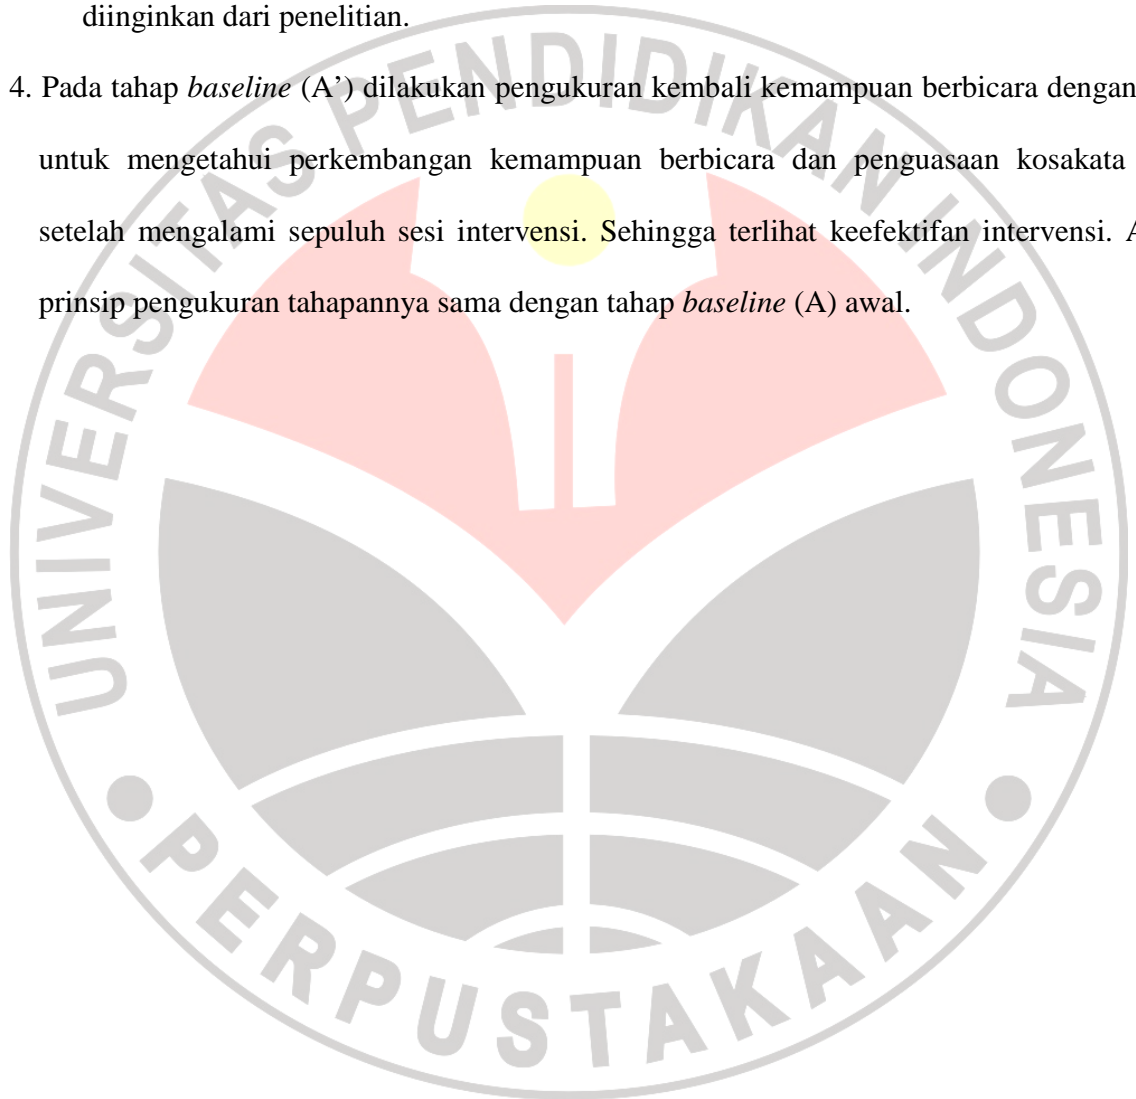 diinginkan dari penelitian.
4. Pada tahap baseline (A’) dilakukan pengukuran kembali kemampuan berbicara dengan
untuk mengetahui perkembangan kemampuan berbicara dan penguasaan kosakata
setelah mengalami sepuluh sesi intervensi. Sehingga terlihat keefektifan intervensi.
prinsip pengukuran tahapannya sama dengan tahap baseline (A) awal.
UNIVERSITAS PENDIDIKAN INDONESIA
PERPUSTAKAAN